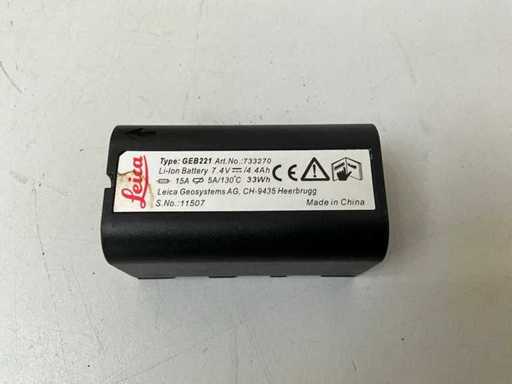 Leica
Type: GEB221 Art.No.:733270
Li-Ion Battery 7.4V⎓/4.4Ah
15A 5A/130°C 33Wh
Leica Geosystems AG, CH-9435 Heerbrugg
S.No.:11507 Made in China
CE